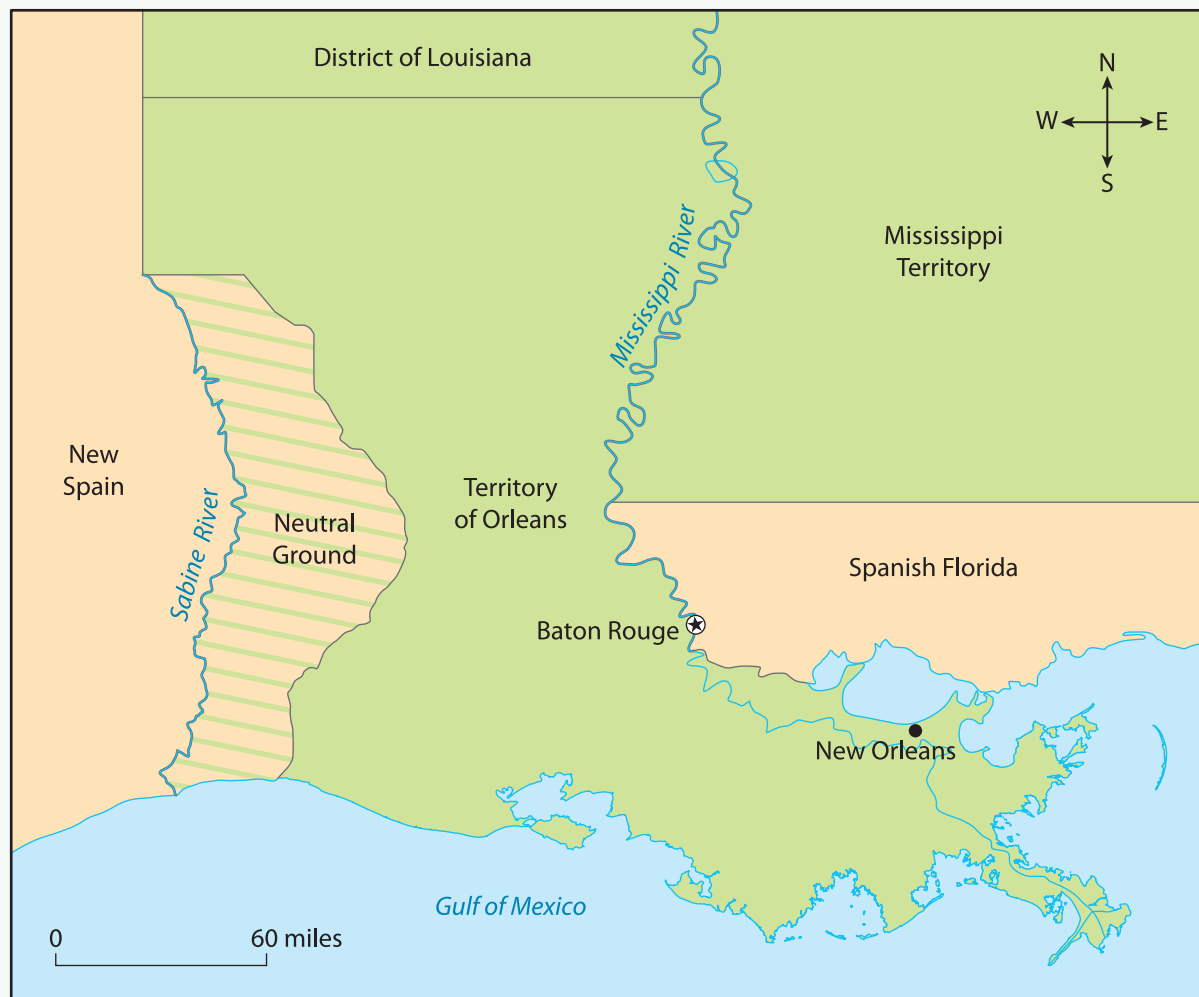 District of Louisiana
N
W
E
S
Mississippi River
Mississippi
Territory
New
Spain
Sabine River
Neutral
Ground
Territory
of Orleans
Spanish Florida
Baton Rouge
New Orleans
Gulf of Mexico
0
60 miles